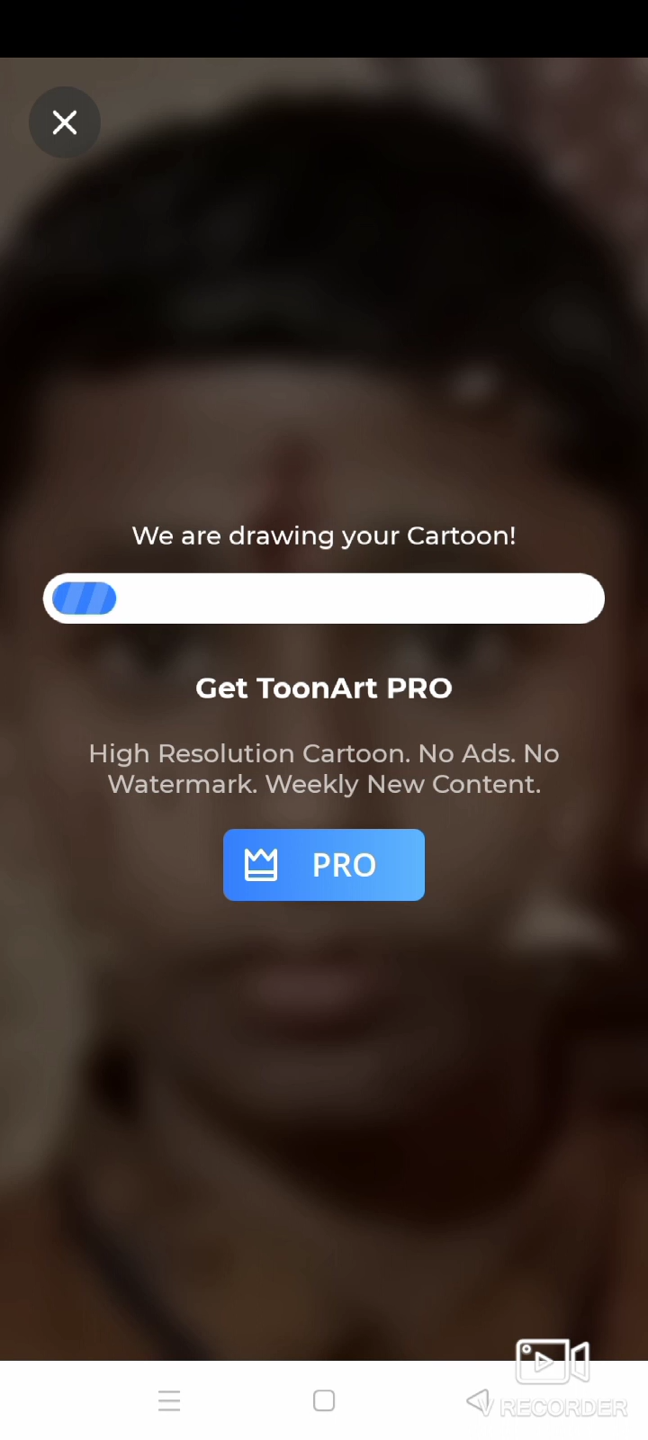 We are drawing your Cartoon!
Get ToonArt PRO
High Resolution Cartoon. No Ads. No
Watermark. Weekly New Content.
PRO
V RECORDER